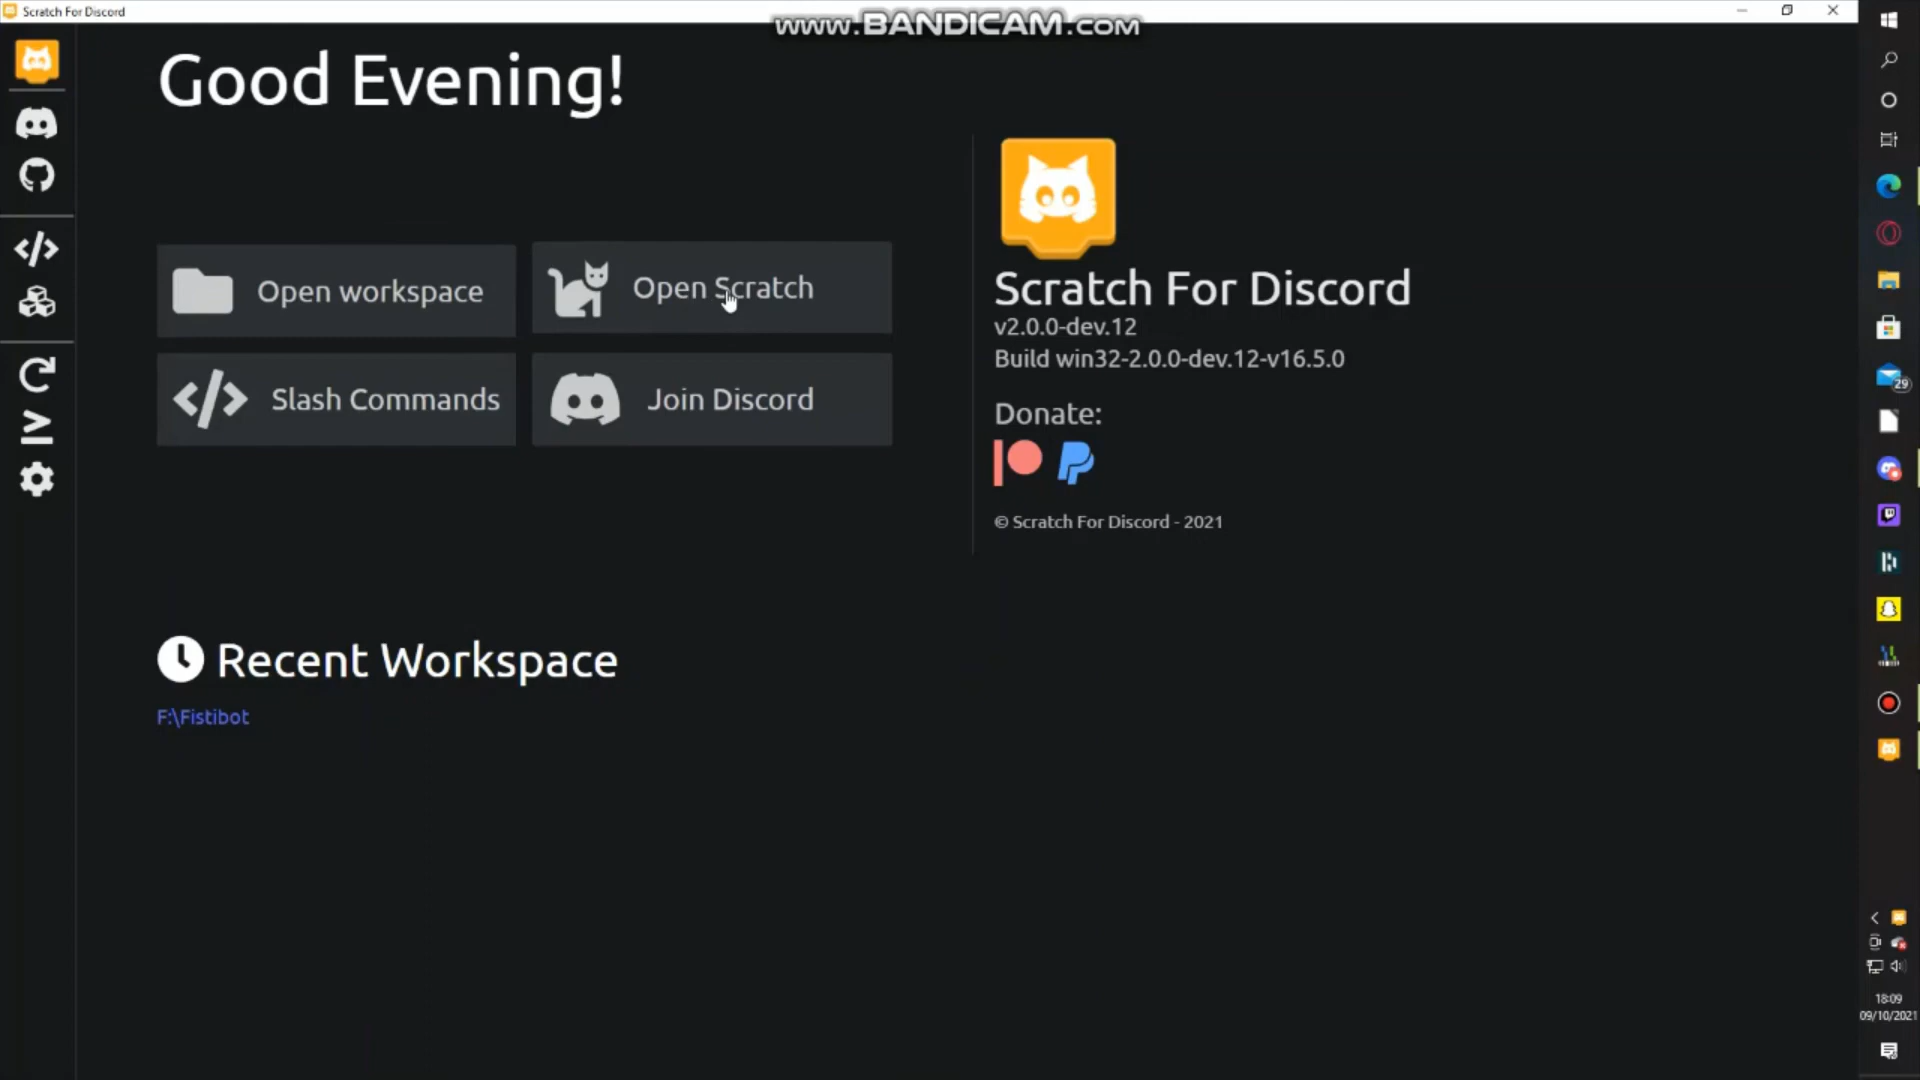 Scratch For Discord
www.BANDICAM.com
Good Evening!
Open workspace
Open Scratch
Slash Commands
Join Discord
Scratch For Discord
v2.0.0-dev.12
Build win32-2.0.0-dev.12-v16.5.0
Donate:
© Scratch For Discord - 2021
Recent Workspace
F:\Fistibot
29
18:09
09/10/2021